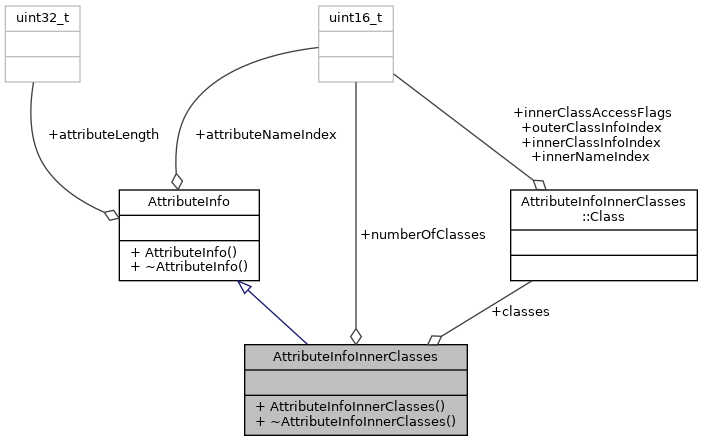 uint32_t
uint16_t
+innerClassAccessFlags
+outerClassInfoIndex
+innerClassInfoIndex
+innerNameIndex
+attributeLength
+attributeNameIndex
AttributeInfo
+ AttributeInfo()
+ ~AttributeInfo()
AttributeInfoInnerClasses
::Class
+numberOfClasses
+classes
AttributeInfoInnerClasses
+ AttributeInfoInnerClasses()
+ ~AttributeInfoInnerClasses()